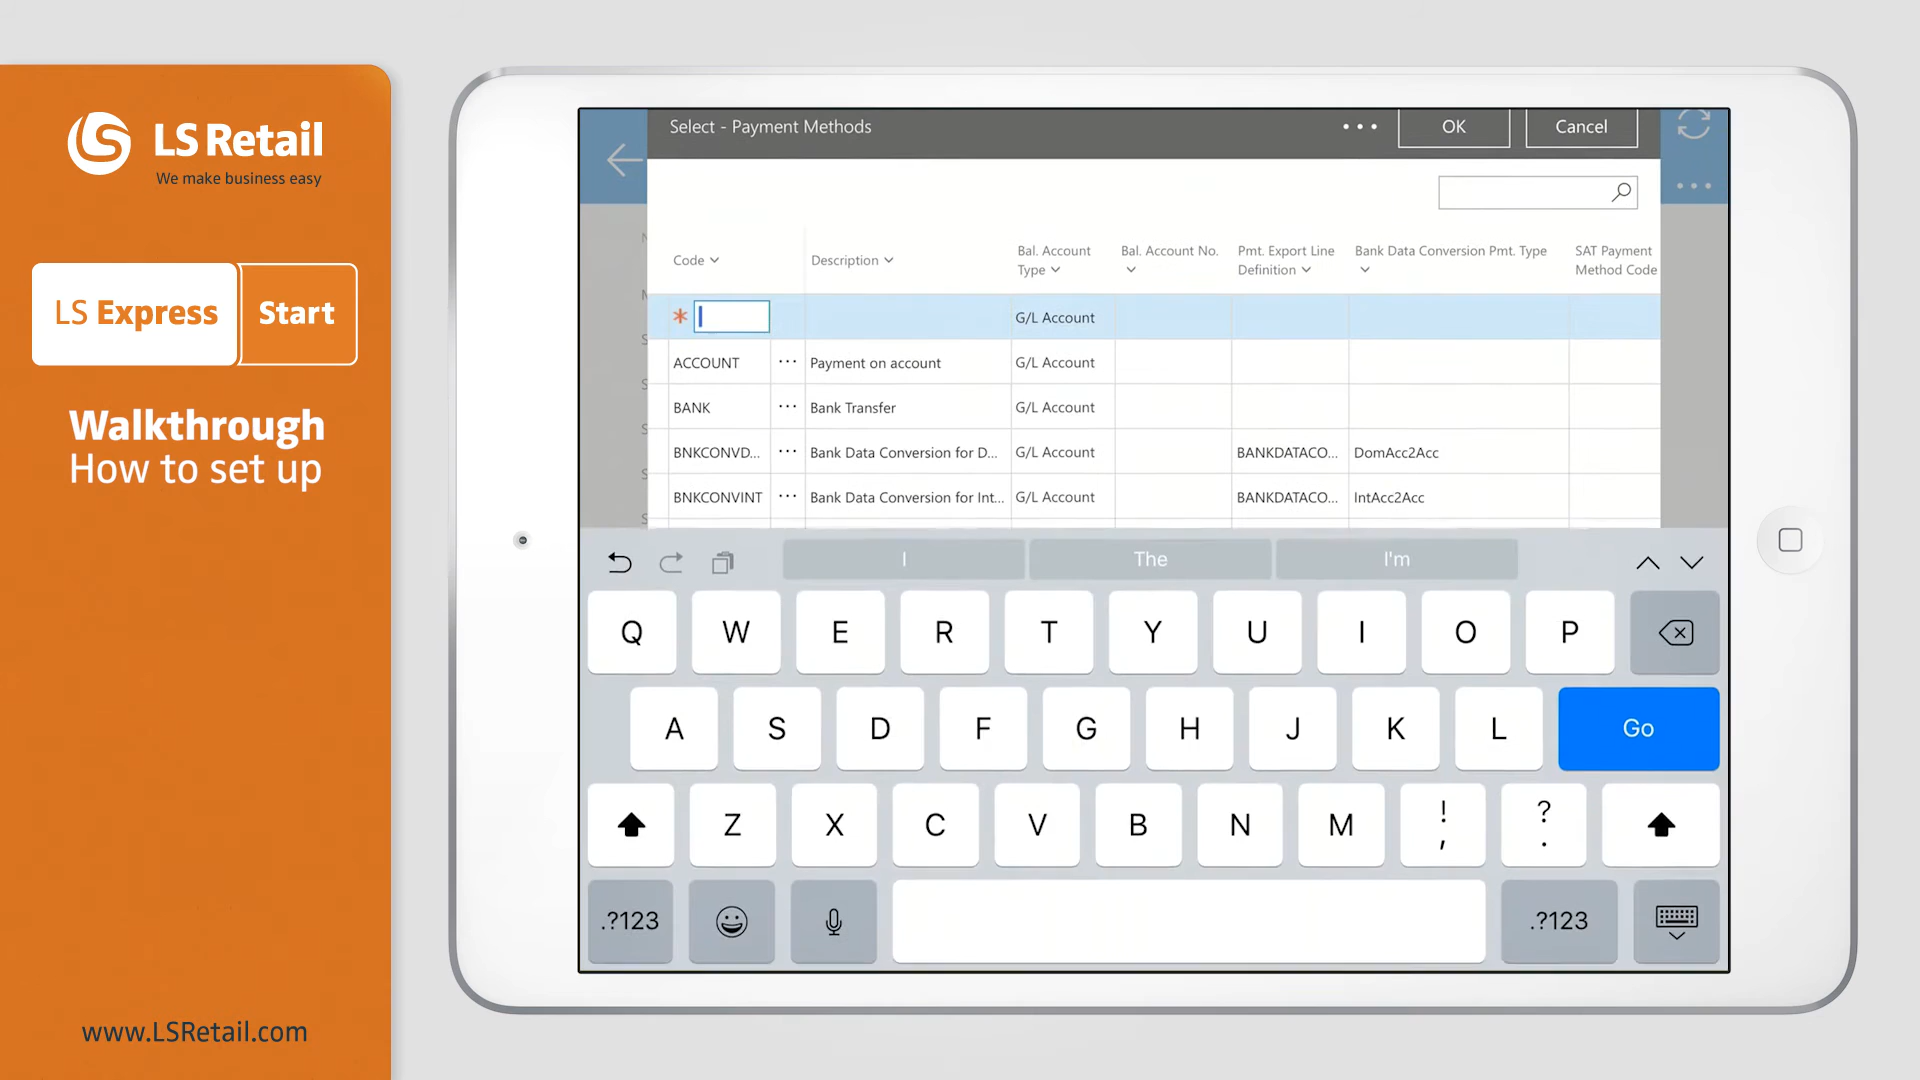 LS Retail
We make business easy
LS Express
Start
Walkthrough
How to set up
www.LSRetail.com
Select - Payment Methods
OK
Cancel
Code
Description
Bal. Account Type
Bal. Account No.
Pmt. Export Line Definition
Bank Data Conversion Pmt. Type
SAT Payment Method Code
* G/L Account
ACCOUNT ... Payment on account G/L Account
BANK ... Bank Transfer G/L Account
BNKCONVD... ... Bank Data Conversion for D... G/L Account BANKDATACO... DomAcc2Acc
BNKCONVINT ... Bank Data Conversion for Int... G/L Account BANKDATACO... IntAcc2Acc
I The I'm
Q W E R T Y U I O P
A S D F G H J K L Go
Z X C V B N M ! , ? .
.?123 .?123